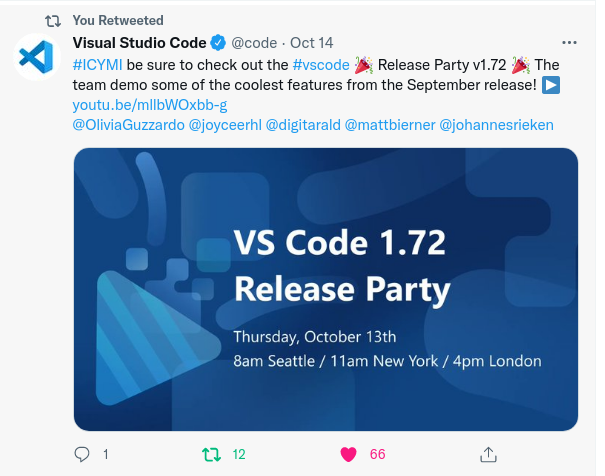 You Retweeted
Visual Studio Code @code · Oct 14
#ICYMI be sure to check out the #vscode 🎉 Release Party v1.72 🎉 The
team demo some of the coolest features from the September release! ▶️
youtu.be/mllbWOxbb-g
@OliviaGuzzardo @joyceerhl @digitarald @mattbierner @johannesrieken
VS Code 1.72
Release Party
Thursday, October 13th
8am Seattle / 11am New York / 4pm London
1 12 66